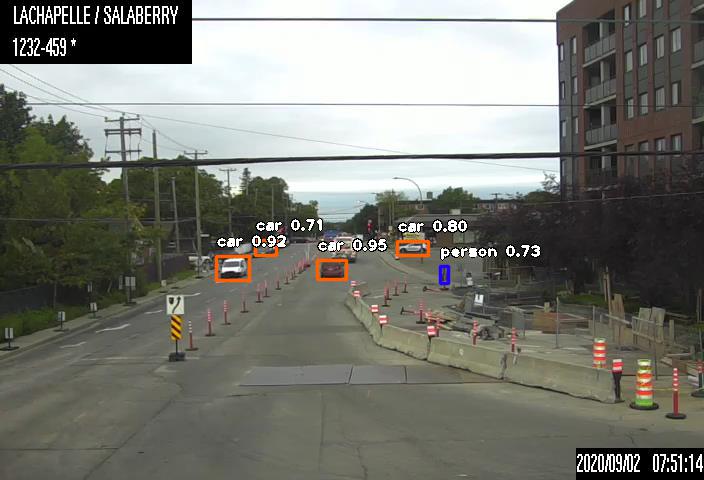 LACHAPELLE / SALABERRY
1232-459 *
car 0.71
car 0.80
car 0.92
car 0.95
person 0.73
2020/09/02 07:51:14